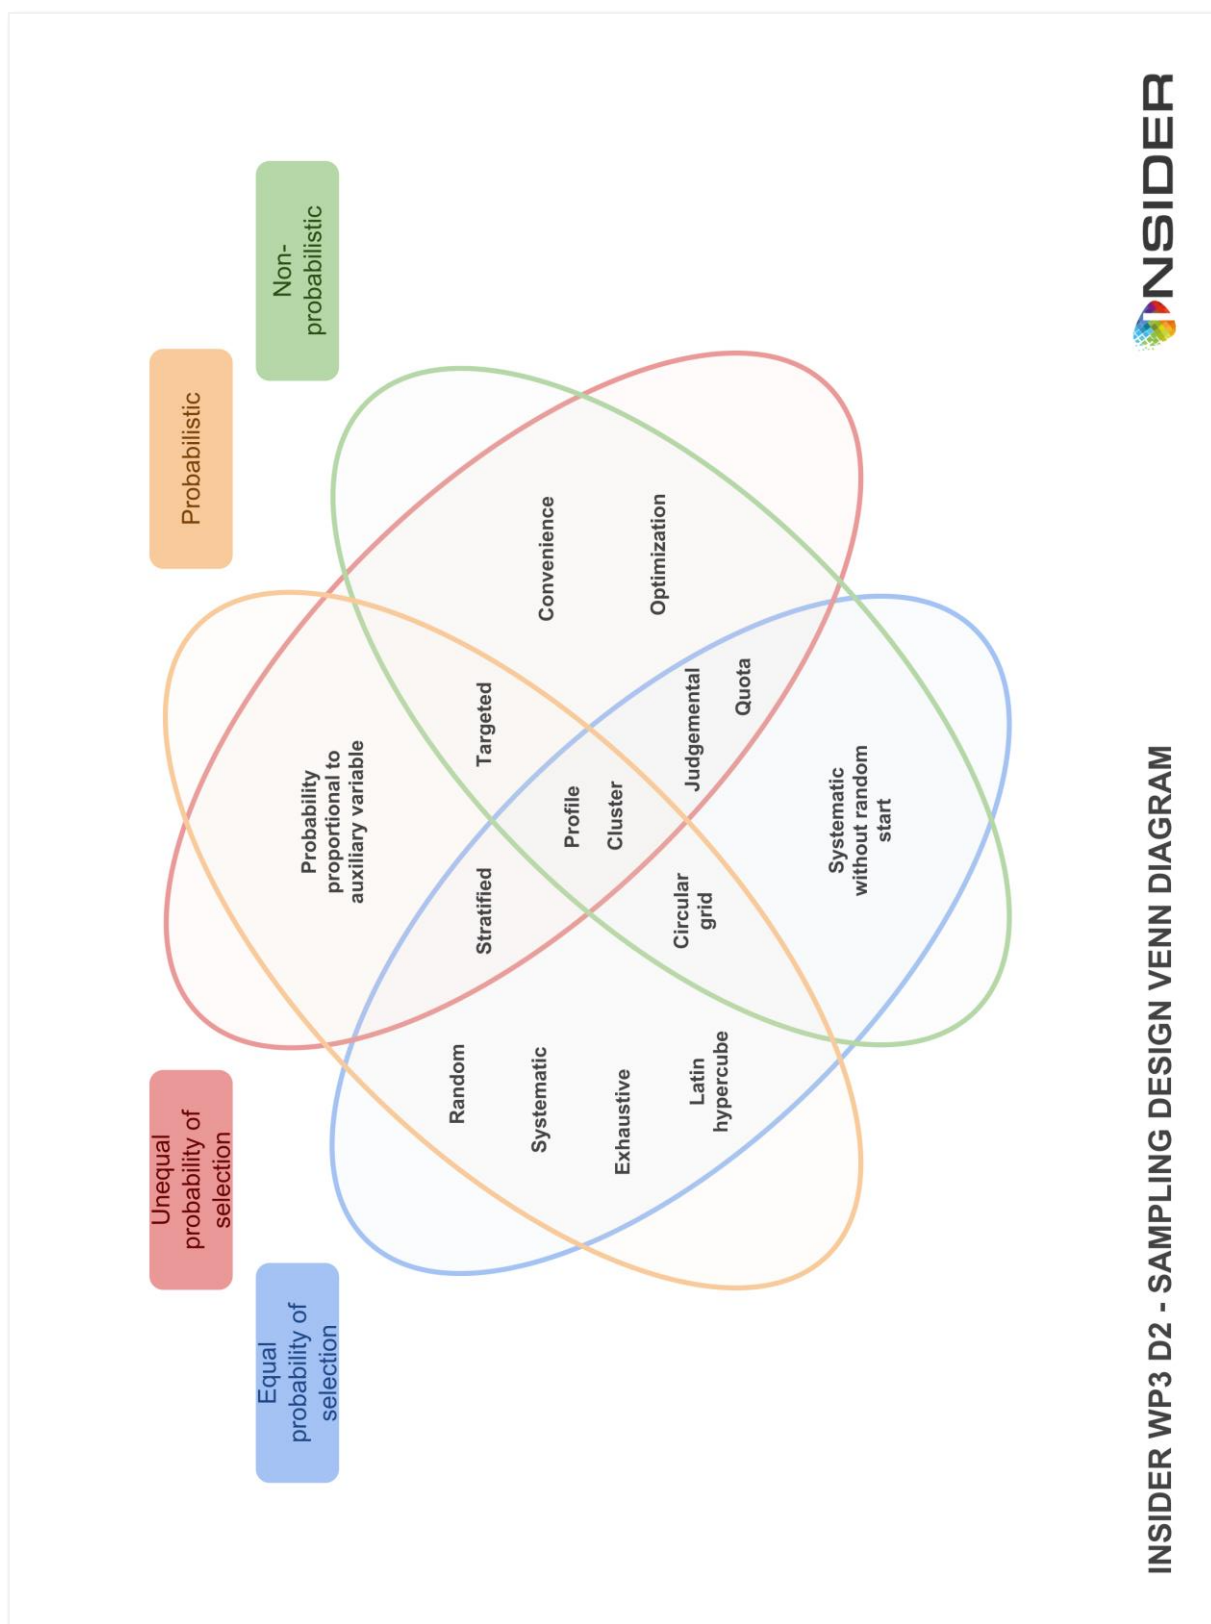 Equal
probability of
selection
Unequal
probability of
selection
Probabilistic
Non-
probabilistic
Probability
proportional to
auxiliary variable
Random
Systematic
Exhaustive
Latin
hypercube
Stratified
Targeted
Convenience
Optimization
Profile
Cluster
Circular
grid
Judgemental
Quota
Systematic
without random
start
INSIDER WP3 D2 - SAMPLING DESIGN VENN DIAGRAM
INSIDER